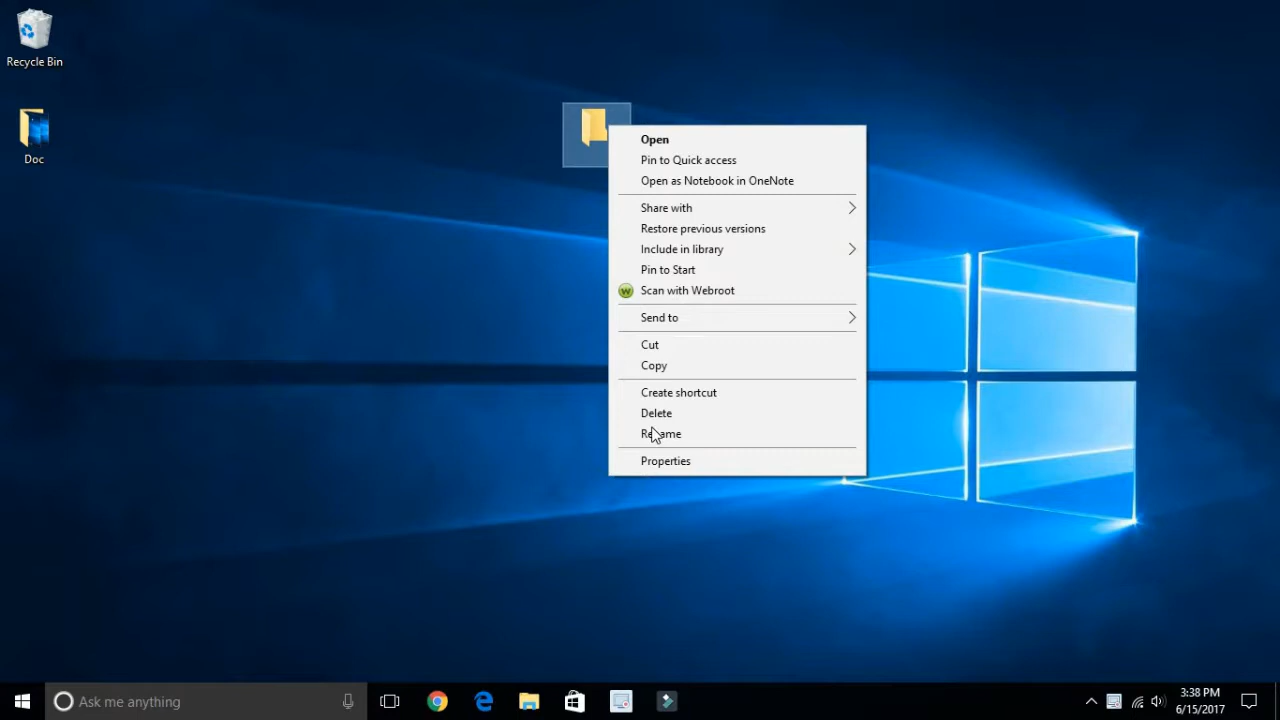 Recycle Bin
Doc
Open
Pin to Quick access
Open as Notebook in OneNote
Share with
Restore previous versions
Include in library
Pin to Start
Scan with Webroot
Send to
Cut
Copy
Create shortcut
Delete
Rename
Properties
Ask me anything
3:38 PM
6/15/2017